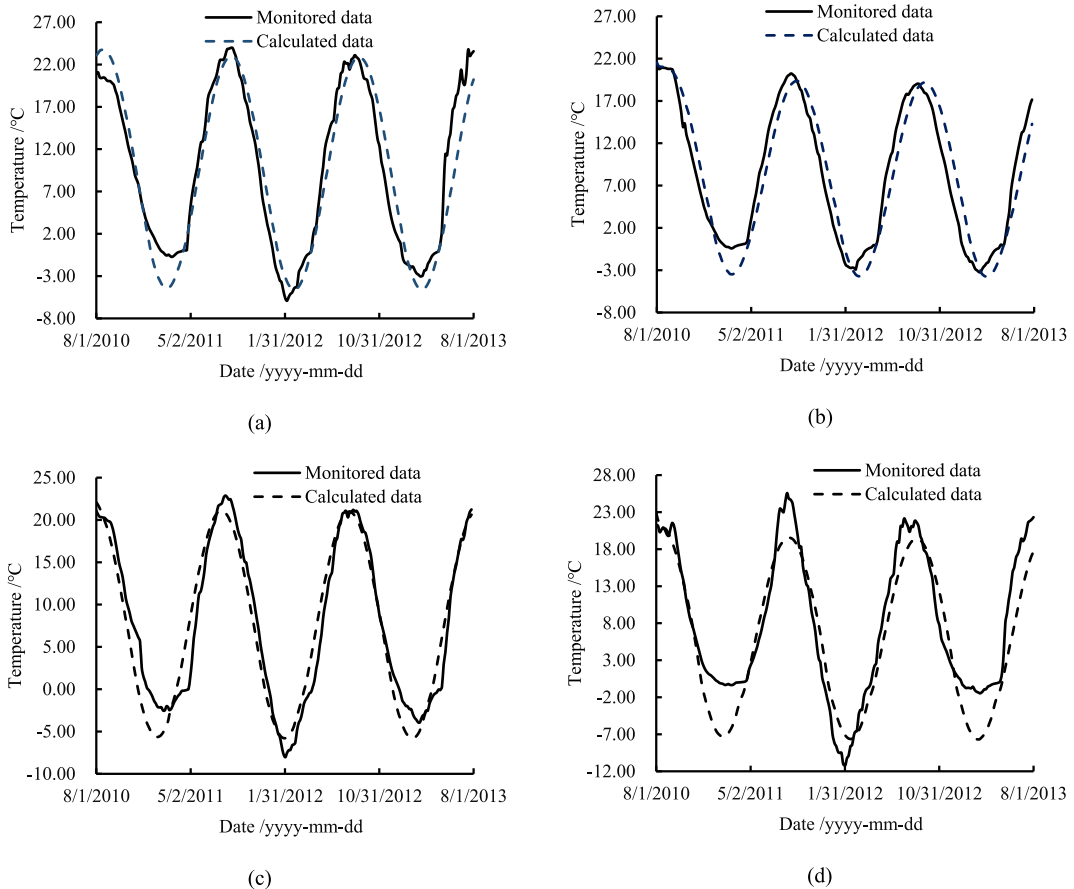 27.00
22.00
17.00
12.00
7.00
2.00
-3.00
-8.00
Temperature /°C
Monitored data
Calculated data
8/1/2010 5/2/2011 1/31/2012 10/31/2012 8/1/2013
Date /yyyy-mm-dd
(a)
27.00
22.00
17.00
12.00
7.00
2.00
-3.00
-8.00
Temperature /°C
Monitored data
Calculated data
8/1/2010 5/2/2011 1/31/2012 10/31/2012 8/1/2013
Date /yyyy-mm-dd
(b)
25.00
20.00
15.00
10.00
5.00
0.00
-5.00
-10.00
Temperature /°C
Monitored data
Calculated data
8/1/2010 5/2/2011 1/31/2012 10/31/2012 8/1/2013
Date /yyyy-mm-dd
(c)
28.00
23.00
18.00
13.00
8.00
3.00
-2.00
-7.00
-12.00
Temperature /°C
Monitored data
Calculated data
8/1/2010 5/2/2011 1/31/2012 10/31/2012 8/1/2013
Date /yyyy-mm-dd
(d)